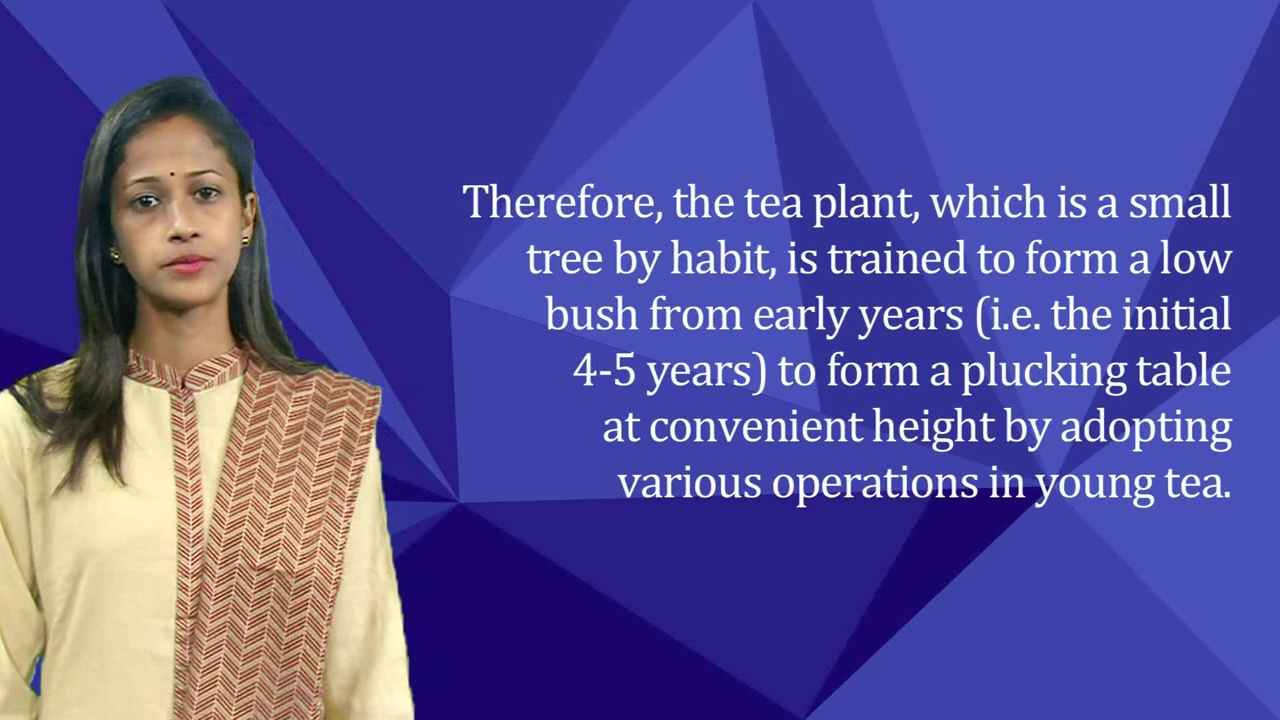 Therefore, the tea plant, which is a small
tree by habit, is trained to form a low
bush from early years (i.e. the initial
4-5 years) to form a plucking table
at convenient height by adopting
various operations in young tea.